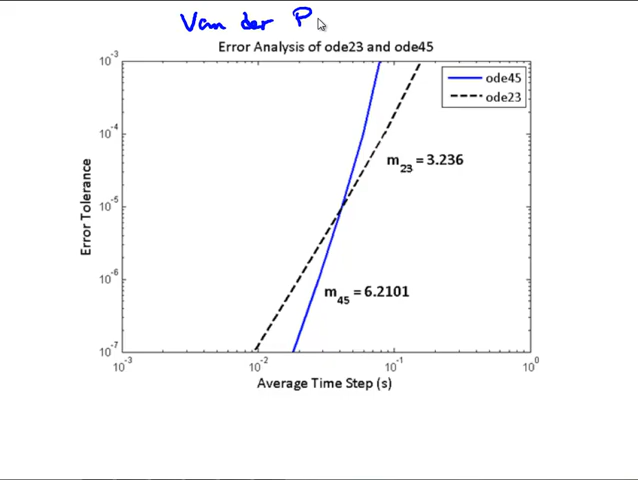 Van der P
Error Analysis of ode23 and ode45
ode45
ode23
m23 = 3.236
m45 = 6.2101
Error Tolerance
10^-3
10^-4
10^-5
10^-6
10^-7
10^-3 10^-2 10^-1 10^0
Average Time Step (s)